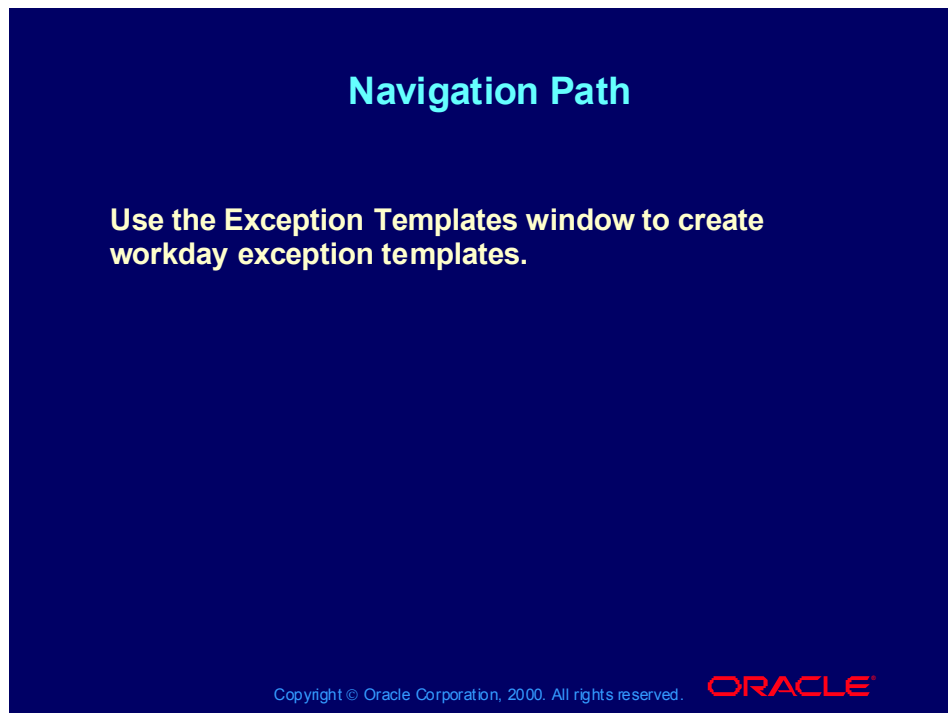 Navigation Path
Use the Exception Templates window to create
workday exception templates.
Copyright © Oracle Corporation, 2000. All rights reserved.
ORACLE®